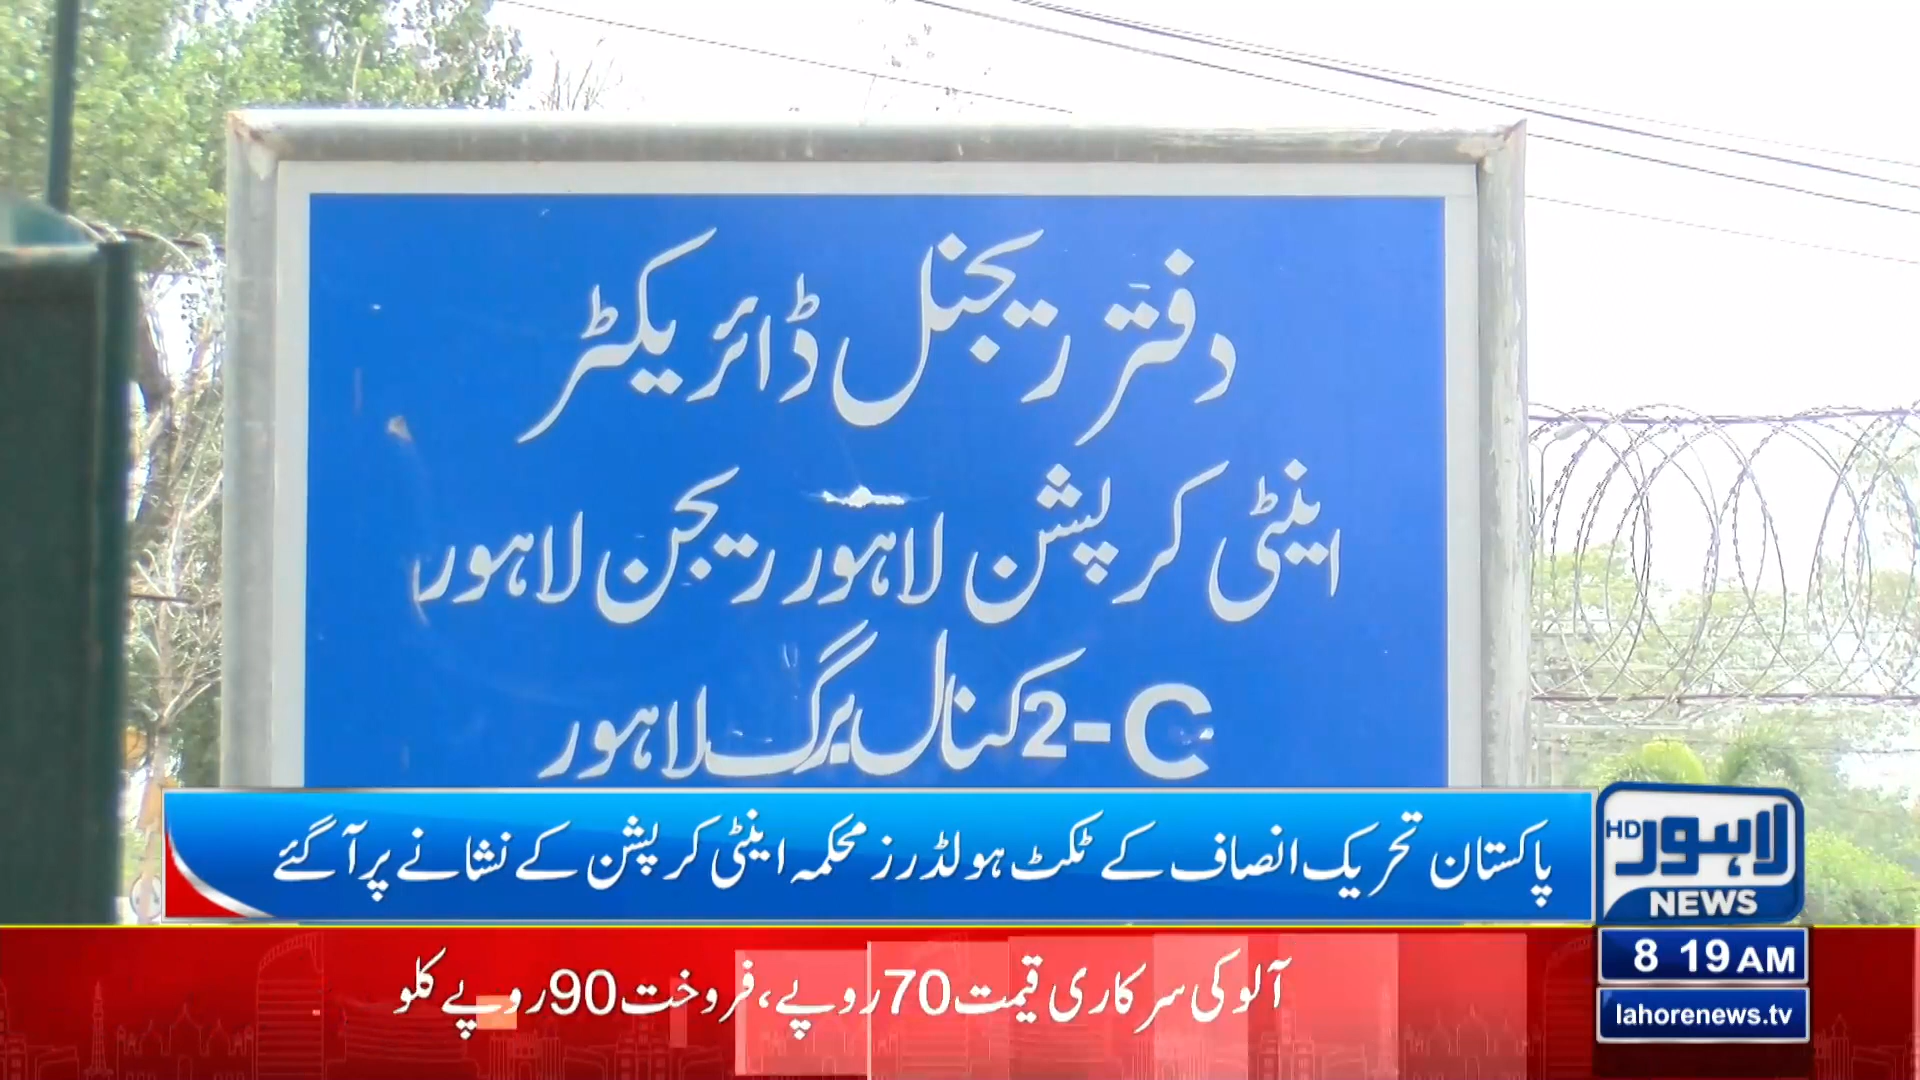 دفتر ریجنل ڈائریکٹر
اینٹی کرپشن لاہور ریجن لاہور
2-C کنال برگ لاہور
پاکستان تحریک انصاف کے ٹکٹ ہولڈرز محکمہ اینٹی کرپشن کے نشانے پر آ گئے
لاہور HD
NEWS
8 19 AM
آلو کی سرکاری قیمت 70 روپے، فروخت 90 روپے کلو
lahorenews.tv